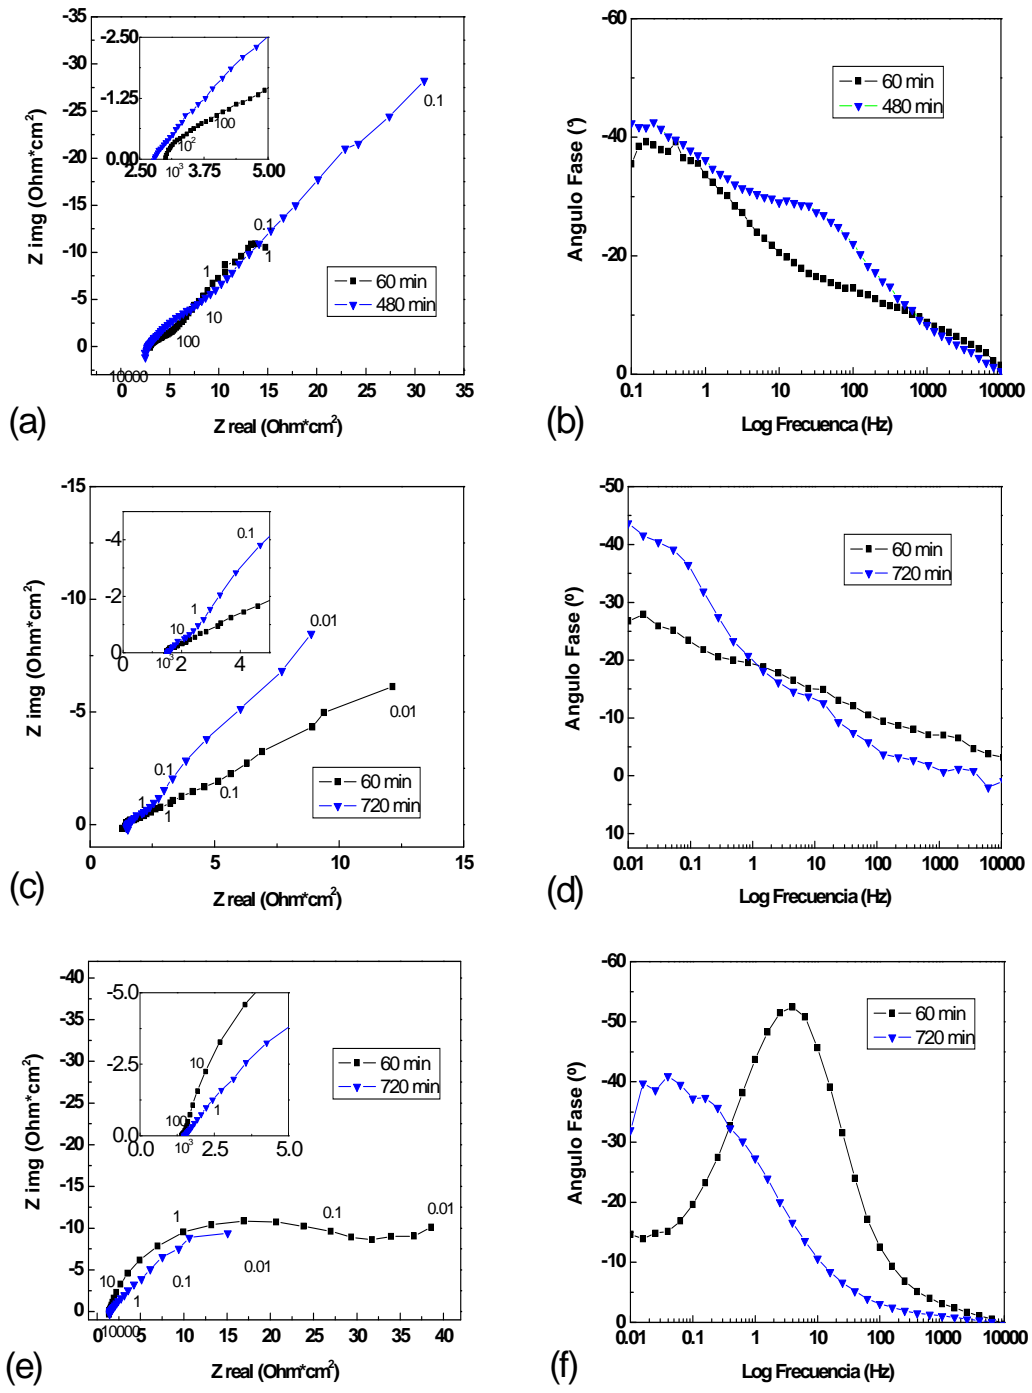 -35
-30
-25
-20
-15
-10
-5
0
Z img (Ohm*cm²)
-2.50
-1.25
0.00
2.50 3.75 5.00
100
10²
10³
0.1
0.1
1
1
10
100
10000
60 min
480 min
0 5 10 15 20 25 30 35
Z real (Ohm*cm²)
(a)
-60
-40
-20
0
Angulo Fase (º)
60 min
480 min
0.1 1 10 100 1000 10000
Log Frecuenca (Hz)
(b)
-15
-10
-5
0
Z img (Ohm*cm²)
-4
-2
0
0 2 4
0.1
1
10
10³
0.01
0.01
0.1
0.1
1
1
60 min
720 min
0 5 10 15
Z real (Ohm*cm²)
(c)
-50
-40
-30
-20
-10
0
10
Angulo Fase (º)
60 min
720 min
0.01 0.1 1 10 100 1000 10000
Log Frecuencia (Hz)
(d)
-40
-35
-30
-25
-20
-15
-10
-5
0
Z img (Ohm*cm²)
-5.0
-2.5
0.0
0.0 2.5 5.0
10
1
100
10³
60 min
720 min
1
0.1
0.01
10
1
0.1
0.01
10000
0 5 10 15 20 25 30 35 40
Z real (Ohm*cm²)
(e)
-60
-50
-40
-30
-20
-10
0
Angulo Fase (º)
60 min
720 min
0.01 0.1 1 10 100 1000 10000
Log Frecuencia (Hz)
(f)